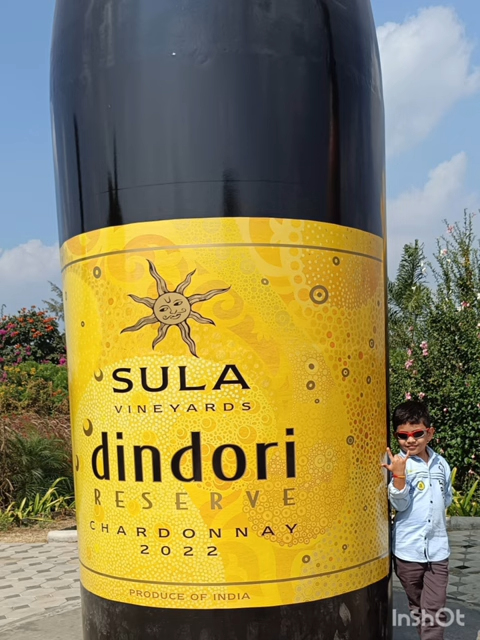 SULA
VINEYARDS
dindori
RESERVE
CHARDONNAY
2022
PRODUCE OF INDIA
InShOt